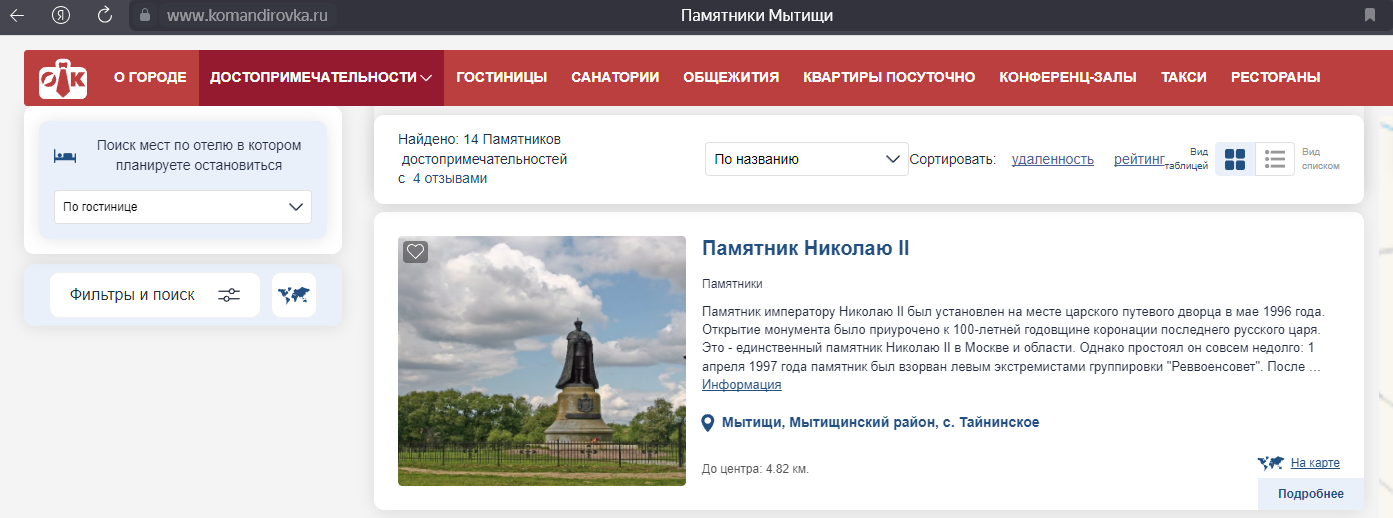 www.komandirovka.ru
Памятники Мытищи
ОК
О ГОРОДЕ
ДОСТОПРИМЕЧАТЕЛЬНОСТИ
ГОСТИНИЦЫ
САНАТОРИИ
ОБЩЕЖИТИЯ
КВАРТИРЫ ПОСУТОЧНО
КОНФЕРЕНЦ-ЗАЛЫ
ТАКСИ
РЕСТОРАНЫ
Поиск мест по отелю в котором
планируете остановиться
По гостинице
Фильтры и поиск
Найдено: 14 Памятников
достопримечательностей
с 4 отзывами
По названию
Сортировать:
удаленность
рейтинг
Вид
таблицей
Вид
списком
Памятник Николаю II
Памятники
Памятник императору Николаю II был установлен на месте царского путевого дворца в мае 1996 года.
Открытие монумента было приурочено к 100-летней годовщине коронации последнего русского царя.
Это - единственный памятник Николаю II в Москве и области. Однако простоял он совсем недолго: 1
апреля 1997 года памятник был взорван левым экстремистами группировки "Реввоенсовет". После ...
Информация
Мытищи, Мытищинский район, с. Тайнинское
До центра: 4.82 км.
На карте
Подробнее